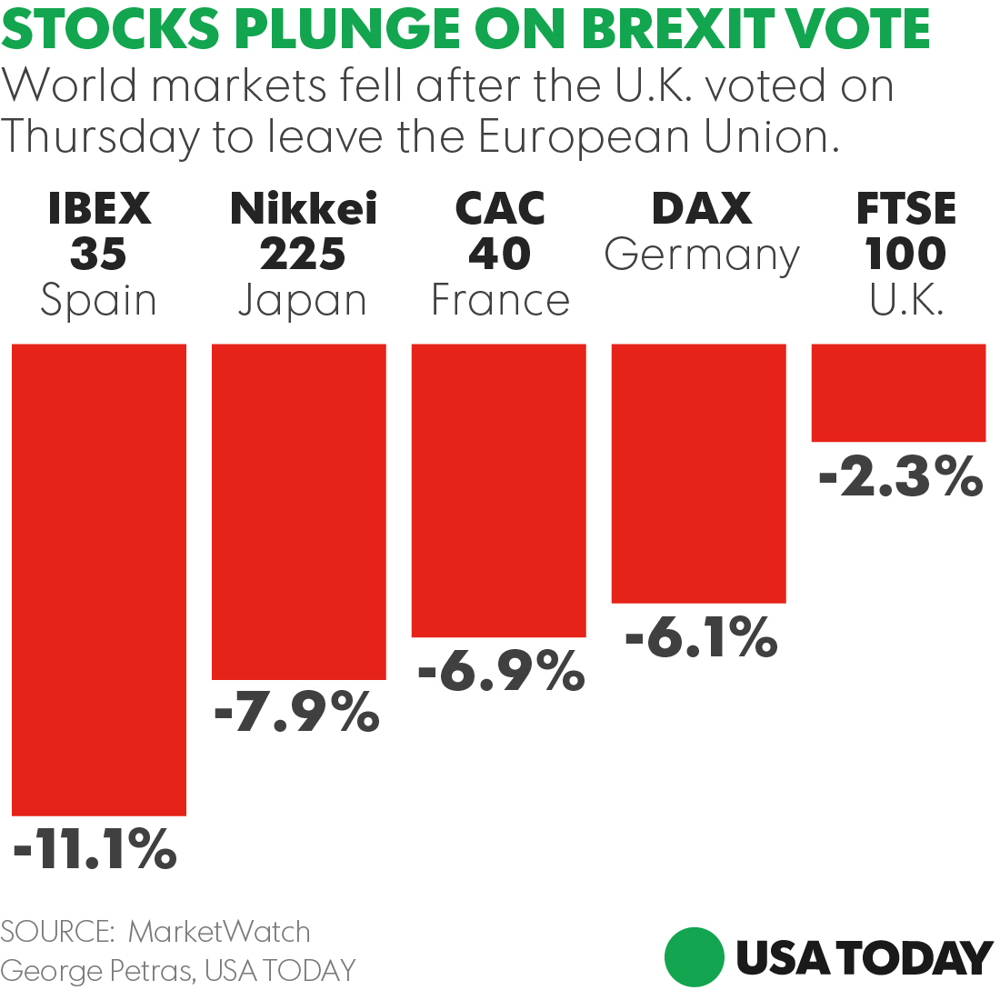 STOCKS PLUNGE ON BREXIT VOTE
World markets fell after the U.K. voted on
Thursday to leave the European Union.
IBEX
35
Spain
Nikkei
225
Japan
CAC
40
France
DAX
Germany
FTSE
100
U.K.
-11.1%
-7.9%
-6.9%
-6.1%
-2.3%
SOURCE: MarketWatch
George Petras, USA TODAY
USA TODAY